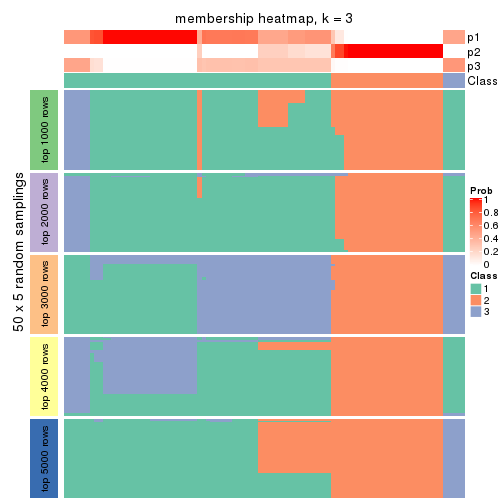 membership heatmap, k = 3
p1
p2
p3
Class
50 x 5 random samplings
top 1000 rows
top 2000 rows
top 3000 rows
top 4000 rows
top 5000 rows
Prob
1
0.8
0.6
0.4
0.2
0
Class
1
2
3